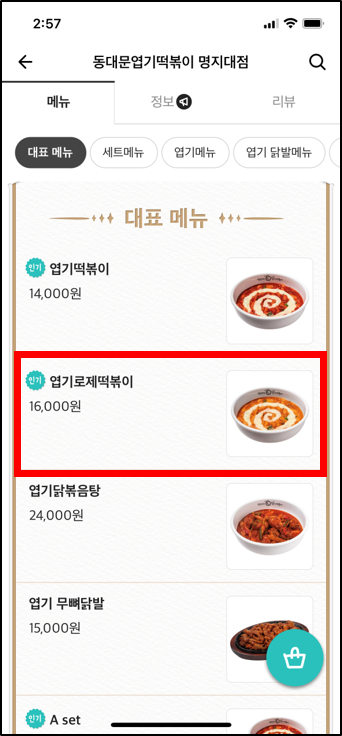 2:57
동대문엽기떡볶이 명지대점
메뉴 정보 리뷰
대표 메뉴 세트메뉴 엽기메뉴 엽기 닭발메뉴
대표 메뉴
인기 엽기떡볶이
14,000원
인기 엽기로제떡볶이
16,000원
엽기닭볶음탕
24,000원
엽기 무뼈닭발
15,000원
인기 A set